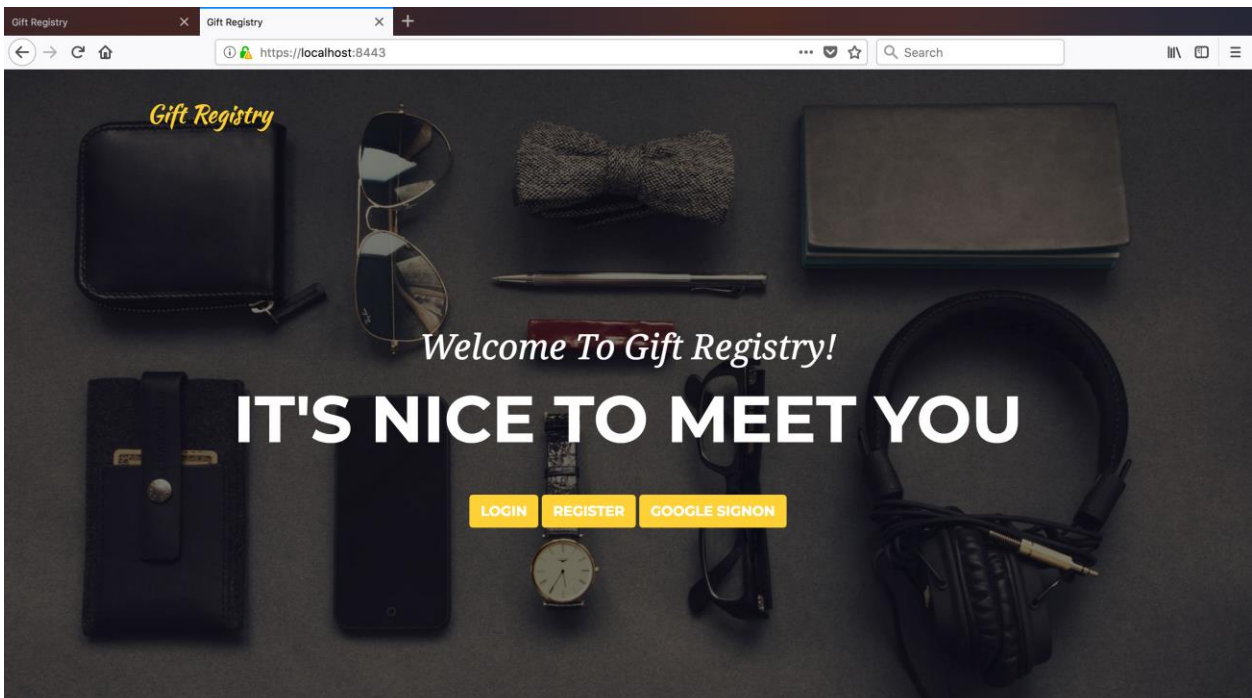 Gift Registry
Gift Registry
https://localhost:8443
Search
Gift Registry
Welcome To Gift Registry!
IT'S NICE TO MEET YOU
LOGIN REGISTER GOOGLE SIGNON